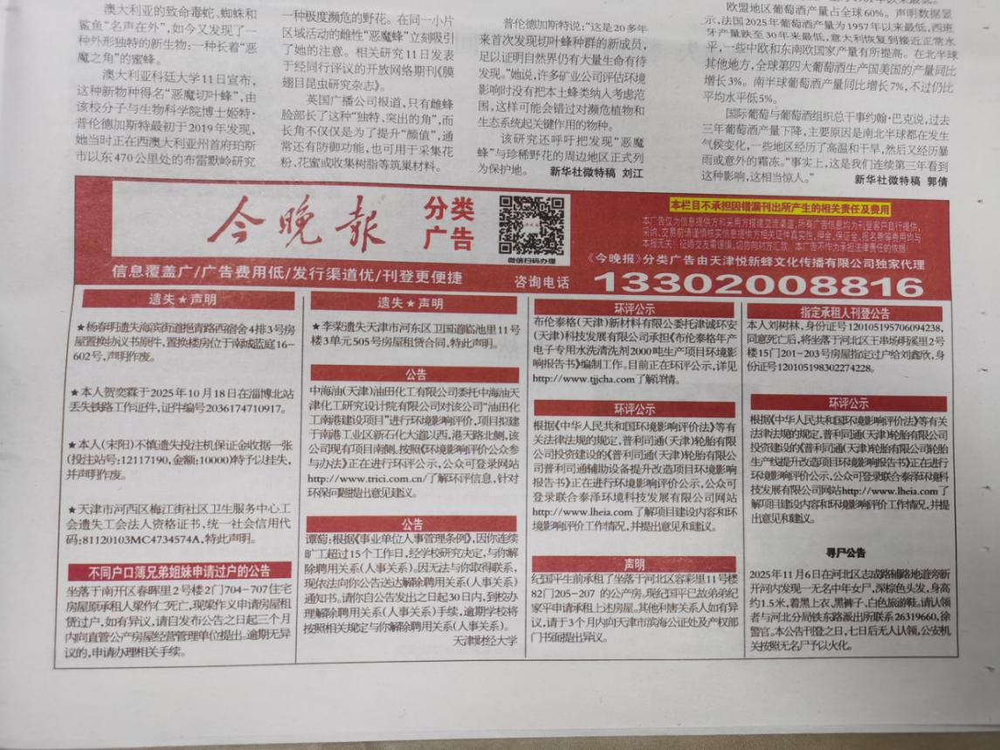 澳大利亚的致命毒蛇、蜘蛛和
鲨鱼“名声在外”,如今又发现了一
种外形独特的新生物:一种长着“恶
魔之角”的蜜蜂。
澳大利亚科廷大学11日宣布,
这种新物种得名“恶魔切叶蜂”,由
该校分子与生命科学院博士姬特·
普伦德加斯特最初于2019年发现,
她当时正在西澳大利亚州首府珀斯
市以东470公里处的布雷默岭研究
一种极度濒危的野花。在同一小片
区域活动的雌性“恶魔蜂”立刻吸引
了她的注意。相关研究11日发表
于经同行评议的开放网络期刊《膜
翅目昆虫研究杂志》。
英国广播公司报道,只有雌蜂
脸部长了这种“独特、突出的角”,而
长角不仅仅是为了提升“颜值”,通
常还有防御功能,也可用于采集花
粉、花蜜或收集树脂等筑巢材料。
普伦德加斯特说:“这是20多年
来首次发现切叶蜂种群的新成员,
足以证明自然界仍有大量生命有待
发现。”她说,许多矿业公司评估环境
影响时没有把本土蜂类纳入考虑范
围,这样可能会错过对濒危植物和
生态系统起关键作用的物种。
该研究还呼吁把发现“恶魔
蜂”与珍稀野花的周边地区正式列
为保护地。 新华社微特稿 刘江
欧盟地区葡萄酒产量占全球60%。声明数据显
示,法国2025年葡萄酒产量为1957年以来最低,西班
牙产量跌至30年来最低,意大利恢复到接近正常水
平,一些中欧和东南欧国家产量有所提高。在北半球
其他地方,全球第四大葡萄酒生产国美国的产量同比
增长3%。南半球葡萄酒产量同比增长7%,不过仍比
平均水平低5%。
国际葡萄与葡萄酒组织总干事约翰·巴克说,过去
三年葡萄酒产量下降,主要原因是南北半球都在发生
气候变化,一些地区经历了高温和干旱,然后又经历暴
雨或意外的霜冻。“事实上,这是我们连续第三年看到
这种影响,这相当惊人。” 新华社微特稿 郭倩
今晚报
分类
广告
微信扫码办理
信息覆盖广/广告费用低/发行渠道优/刊登更便捷
本栏目不承担因错漏刊出所产生的相关责任及费用
本广告仅为信息提供方和采用方搭建交流渠道,所有广告信息均为刊登客户自行提供,
采纳、交易前请谨慎核实信息提供方相关证件真实性,押金、保证金、报名费等费用均与
《今晚报》分类广告由天津悦新蜂文化传播有限公司独家代理
咨询电话 13302008816
遗失★声明
★杨春明遗失海滨街道艳青路西宿舍4排3号房
屋置换协议书原件,置换楼房位于南城蓝庭16-
602号,声明作废。
★本人贺奕霖于2025年10月18日在淄博北站
丢失铁路工作证件,证件编号2036174710917。
★本人(宋阳)不慎遗失投注机保证金收据一张
(投注站号:12117190,金额:10000)特予以挂失,
并声明作废。
★天津市河西区梅江街社区卫生服务中心工
会遗失工会法人资格证书,统一社会信用代
码:81120103MC4734574A,特此声明。
不同户口薄兄弟姐妹申请过户的公告
坐落于南开区春晖里2号楼2门704-707住宅
房屋原承租人梁作仁死亡,现梁作义申请房屋租
赁过户,如有异议,请自发布公告之日起三个月
内向直管公产房屋经营管理单位提出。逾期无异
议的,申请办理相关手续。
遗失★声明
★李荣遗失天津市河东区卫国道临池里11号
楼3单元505号房屋租赁合同,特此声明。
公告
中海油(天津)油田化工有限公司委托中海油天
津化工研究设计院有限公司对该公司“油田化
工南港建设项目”进行环境影响评价,项目拟建
于南港工业区新石化大道以西,港天路北侧,该
公司现有项目南侧。按照《环境影响评价公众参
与办法》正在进行环评公示,公众可登录网站
http://www.trici.com.cn/了解环评信息,针对
环保问题提出意见建议。
公告
谭萄:根据《事业单位人事管理条例》,因你连续
旷工超过15个工作日,经学校研究决定,与你解
除聘用关系(人事关系)。因无法与你取得联系,
现依法向你公告送达解除聘用关系(人事关系)
通知书。请你自公告发出之日起30日内,到校办
理解除聘用关系(人事关系)手续,逾期学校将
按照相关规定与你解除聘用关系(人事关系)。
天津财经大学
环评公示
布伦泰格(天津)新材料有限公委托津诚环安
(天津)科技发展有限公司承担《布伦泰格年产
电子专用水洗清洗剂2000吨生产项目环境影
响报告书》编制工作。目前正在环评公示,详见
http://www.tjjcha.com了解详情。
环评公示
根据《中华人民共和国环境影响评价法》等有
关法律法规的规定,普利司通(天津)轮胎有限
公司投资建设的《普利司通(天津)轮胎有限公
司普利司通辅助设备提升改造项目环境影响
报告书》正在进行环境影响评价公示,公众可
登录联合泰泽环境科技发展有限公司网站
http://www.lheia.com了解项目建设内容和环
境影响评价工作情况,并提出意见和建议。
声明
纪国平生前承租了坐落于河北区容彩里11号楼
82门205-207 的公产房。现纪国平已故弟弟纪
家平申请承租上述房屋。其他利害关系人如有异
议,请于3个月内向天津市滨海公证处及产权部
门书面提出异议。
指定承租人刊登公告
本人刘树林,身份证号120105195706094238,
同意死亡后,将坐落于河北区王串场明溪里2号
楼15门201-203号房屋指定过户给刘鑫欣,身
份证号120105198302274228。
环评公示
根据《中华人民共和国环境影响评价法》等有关
法律法规的规定,普利司通(天津)轮胎有限公司
投资建设的《普利司通(天津)轮胎有限公司轮胎
生产线提升改造项目环境影响报告书》正在进行
环境影响评价公示,公众可登录联合泰泽环境科
技发展有限公司网站http://www.lheia.com了
解项目建设内容和环境影响评价工作情况,并提
出意见和建议。
寻尸公告
2025年11月6日在河北区志成路辅路地道旁新
开河内发现一无名中年女尸,深棕色头发,身高
约1.5米,着黑上衣,黑裤子,白色旅游鞋。请认领
者与河北分局铁东路派出所联系26319660,徐
警官。本公告刊登之日,七日后无人认领,公安机
关按照无名尸予以火化。